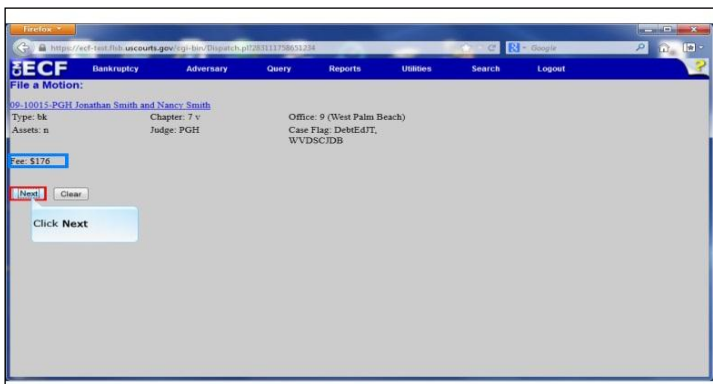 Firefox
https://ecf-test.flsb.uscourts.gov/cgi-bin/Dispatch.pl?283111758651234
Google
ECF Bankruptcy Adversary Query Reports Utilities Search Logout ?
File a Motion:
09-10015-PGH Jonathan Smith and Nancy Smith
Type: bk Chapter: 7 v Office: 9 (West Palm Beach)
Assets: n Judge: PGH Case Flag: DebtEdJT,
WVDSCJDB
Fee: $176
Next Clear
Click Next